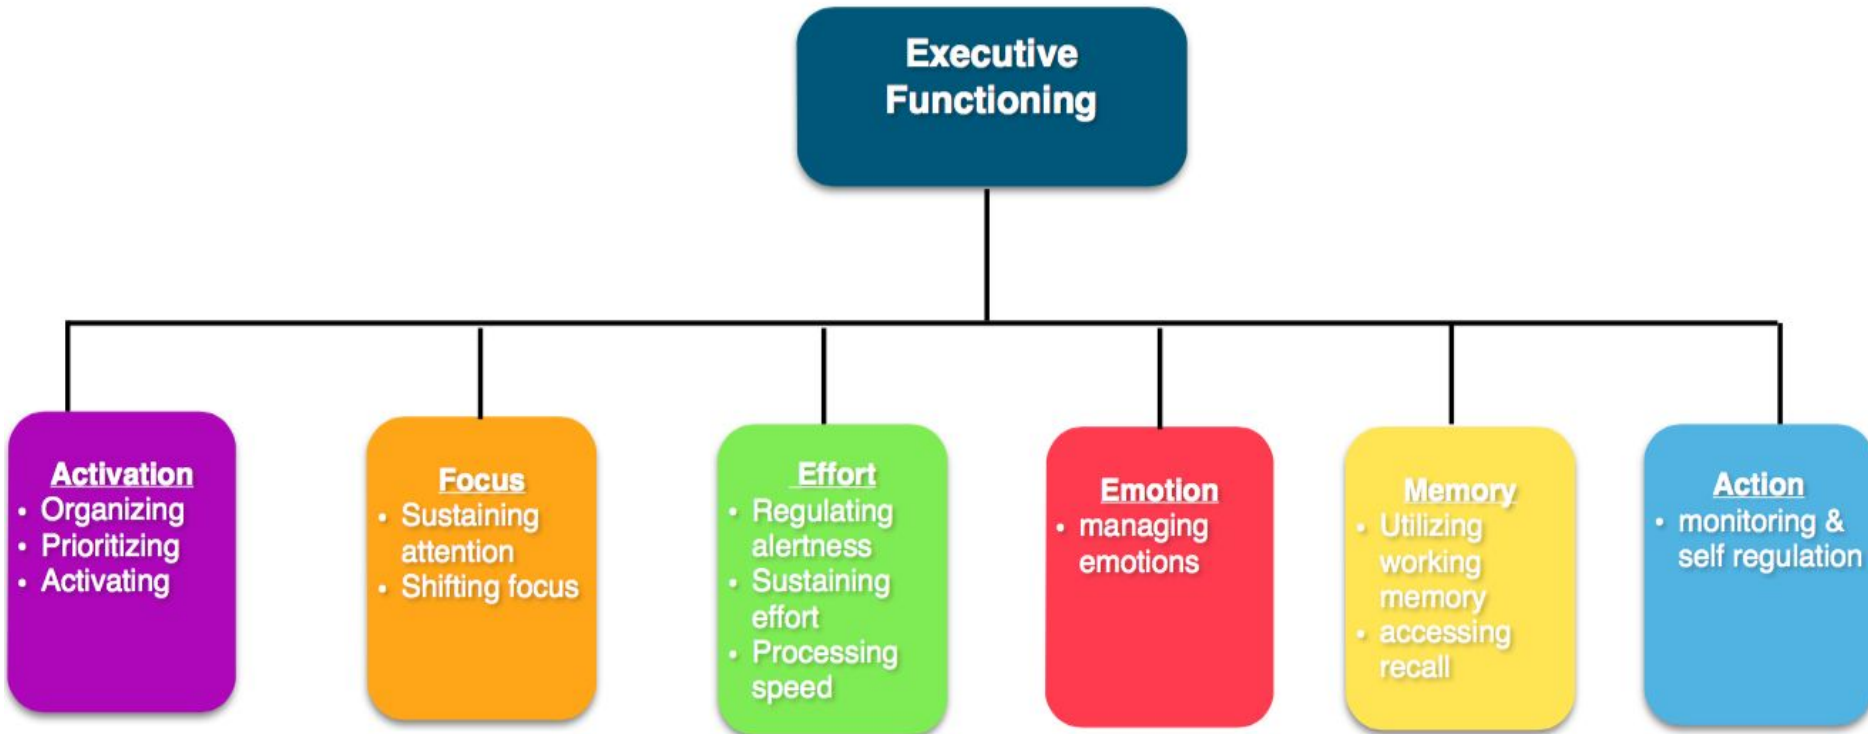 Executive
Functioning
Activation
• Organizing
• Prioritizing
• Activating
Focus
• Sustaining
attention
• Shifting focus
Effort
• Regulating
alertness
• Sustaining
effort
• Processing
speed
Emotion
• managing
emotions
Memory
• Utilizing
working
memory
• accessing
recall
Action
• monitoring &
self regulation